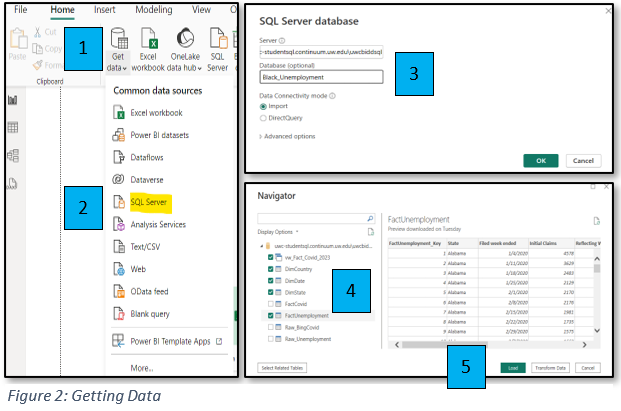 File Home Insert Modeling View O
Paste
Cut
Copy
Form
Clipboard
1
Get data
Excel workbook
OneLake data hub
SQL Server
Common data sources
Excel workbook
Power BI datasets
Dataflows
Dataverse
2
SQL Server
Analysis Services
Text/CSV
Web
OData feed
Blank query
Power BI Template Apps
More...
SQL Server database
Server
:-studentsql.continuum.uw.edu\uwcbiddsql
Database (optional)
Black_Unemployment
3
Data Connectivity mode
Import
DirectQuery
Advanced options
OK Cancel
Navigator
Display Options
uwc-studentsql.continuum.uw.edu\uwcbid...
vw_Fact_Covid_2023
DimCountry
DimDate
DimState
FactCovid
FactUnemployment
Raw_BingCovid
Raw_Unemployment
4
FactUnemployment
Preview downloaded on Tuesday
FactUnemployment_Key State Filed week ended Initial Claims Reflecting W
1 Alabama 1/4/2020 4578
2 Alabama 1/11/2020 3629
3 Alabama 1/18/2020 2483
4 Alabama 1/25/2020 2129
5 Alabama 2/1/2020 2170
6 Alabama 2/8/2020 2176
7 Alabama 2/15/2020 1981
8 Alabama 2/22/2020 1735
9 Alabama 2/29/2020 1575
5
Select Related Tables
Load Transform Data Cancel
Figure 2: Getting Data